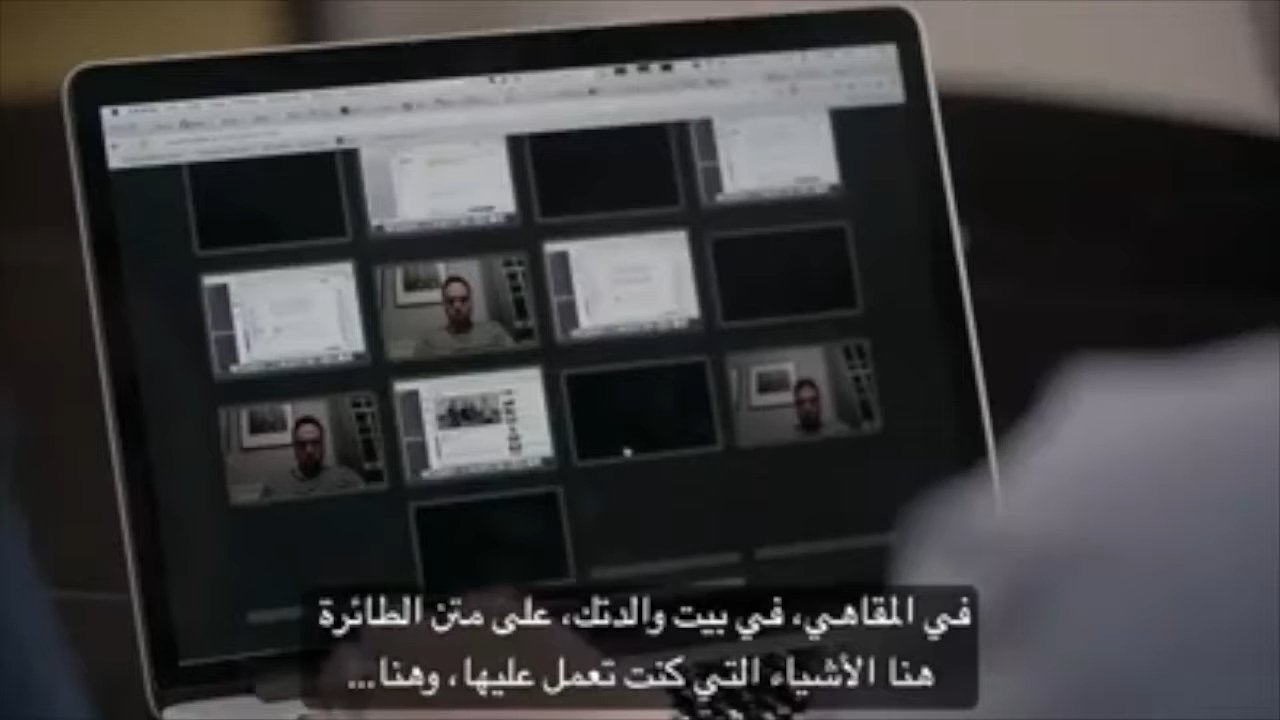 في المقاهي، في بيت والدتك، على متن الطائرة
هنا الأشياء التي كنت تعمل عليها، وهنا...